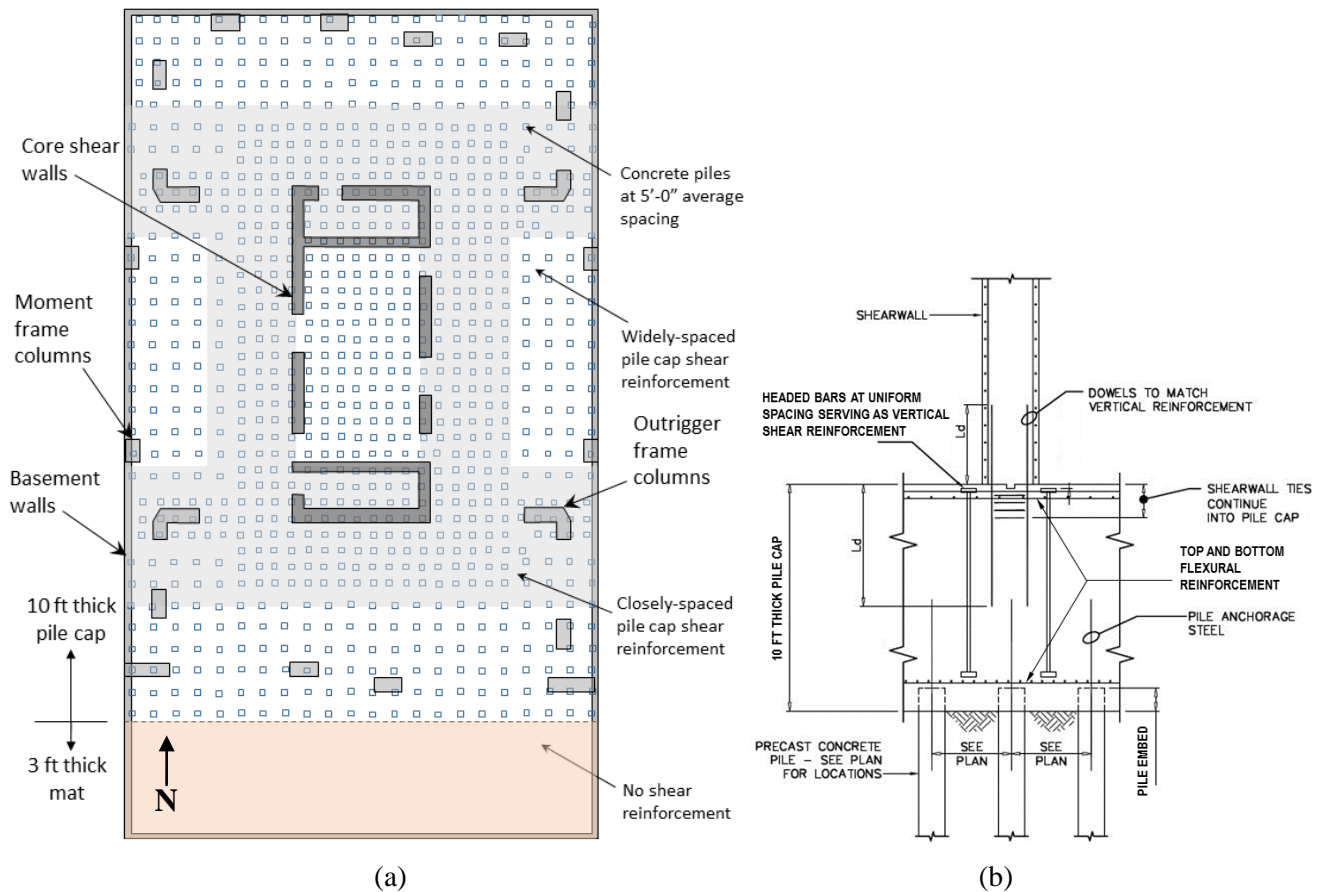 Core shear
walls
Moment
frame
columns
Basement
walls
10 ft thick
pile cap
3 ft thick
mat
N
Concrete piles
at 5’-0” average
spacing
Widely-spaced
pile cap shear
reinforcement
Outrigger
frame
columns
Closely-spaced
pile cap shear
reinforcement
No shear
reinforcement
(a)
SHEARWALL
HEADED BARS AT UNIFORM
SPACING SERVING AS VERTICAL
SHEAR REINFORCEMENT
DOWELS TO MATCH
VERTICAL REINFORCEMENT
Ld
Ld
SHEARWALL TIES
CONTINUE
INTO PILE CAP
TOP AND BOTTOM
FLEXURAL
REINFORCEMENT
10 FT THICK PILE CAP
PILE ANCHORAGE
STEEL
PRECAST CONCRETE
PILE – SEE PLAN
FOR LOCATIONS
SEE
PLAN
SEE
PLAN
PILE EMBED
(b)